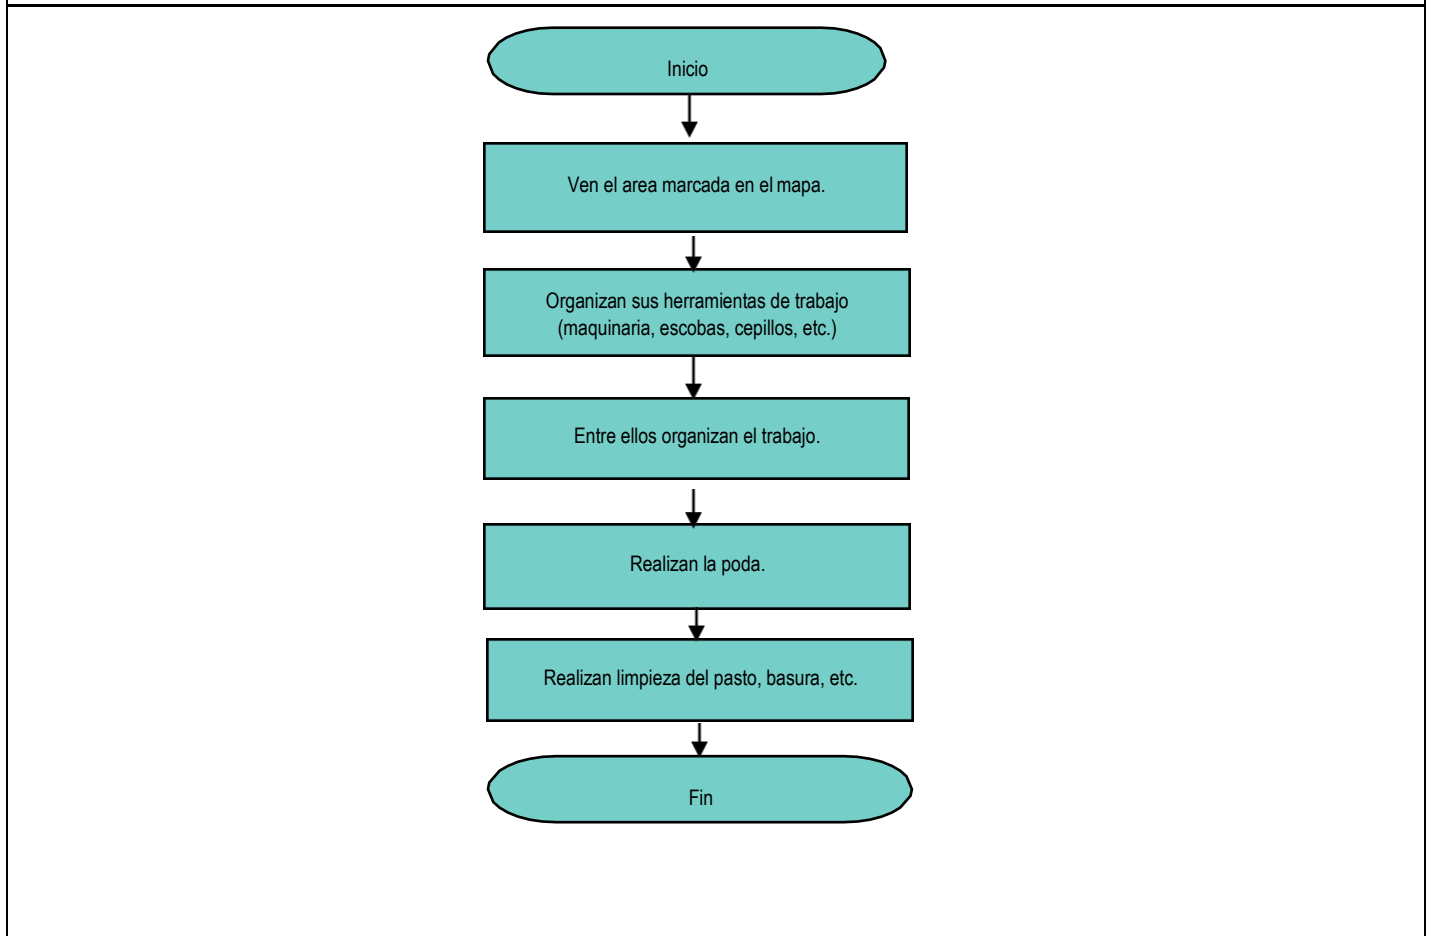 Inicio
Ven el area marcada en el mapa.
Organizan sus herramientas de trabajo
(maquinaria, escobas, cepillos, etc.)
Entre ellos organizan el trabajo.
Realizan la poda.
Realizan limpieza del pasto, basura, etc.
Fin